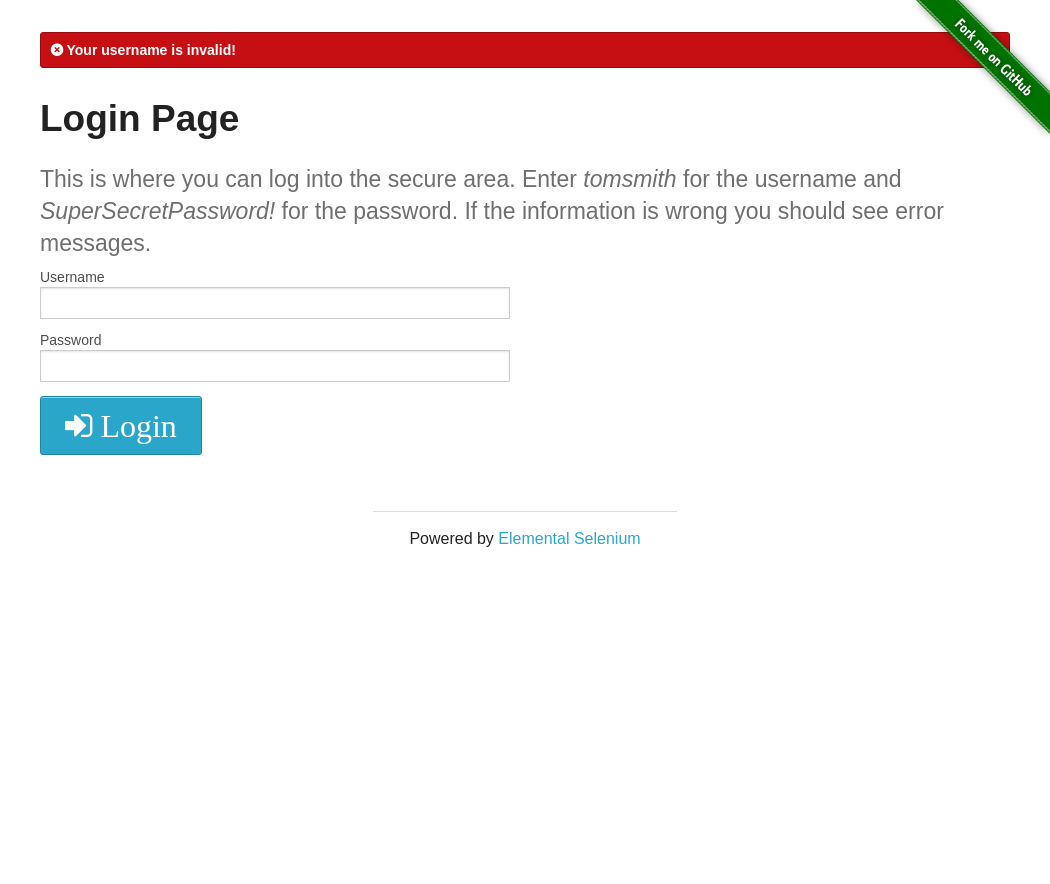 Your username is invalid!
Fork me on GitHub
Login Page
This is where you can log into the secure area. Enter tomsmith for the username and
SuperSecretPassword! for the password. If the information is wrong you should see error
messages.
Username
Password
Login
Powered by Elemental Selenium